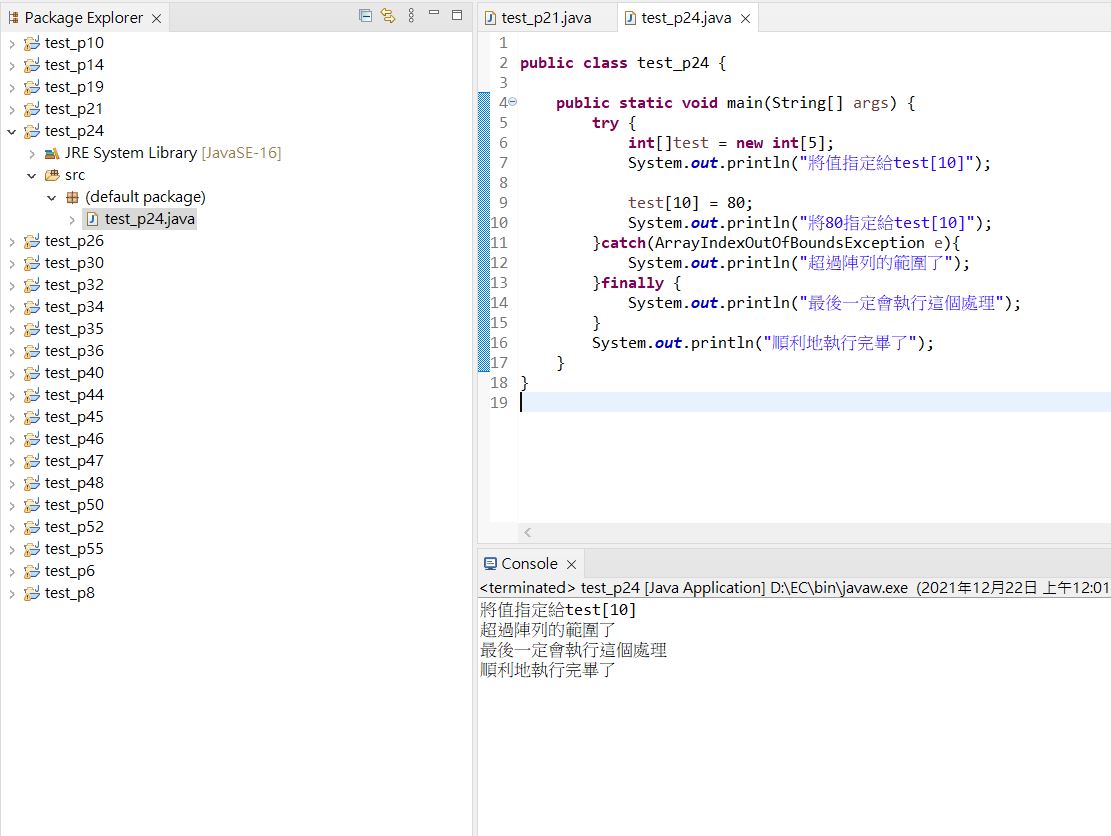 Package Explorer
test_p10
test_p14
test_p19
test_p21
test_p24
JRE System Library [JavaSE-16]
src
(default package)
test_p24.java
test_p26
test_p30
test_p32
test_p34
test_p35
test_p36
test_p40
test_p44
test_p45
test_p46
test_p47
test_p48
test_p50
test_p52
test_p55
test_p6
test_p8
test_p21.java
test_p24.java
1
2 public class test_p24 {
3
4 public static void main(String[] args) {
5 try {
6 int[]test = new int[5];
7 System.out.println("將值指定給test[10]");
8
9 test[10] = 80;
10 System.out.println("將80指定給test[10]");
11 }catch(ArrayIndexOutOfBoundsException e){
12 System.out.println("超過陣列的範圍了");
13 }finally {
14 System.out.println("最後一定會執行這個處理");
15 }
16 System.out.println("順利地執行完畢了");
17 }
18 }
19
Console
<terminated> test_p24 [Java Application] D:\EC\bin\javaw.exe (2021年12月22日 上午12:01
將值指定給test[10]
超過陣列的範圍了
最後一定會執行這個處理
順利地執行完畢了